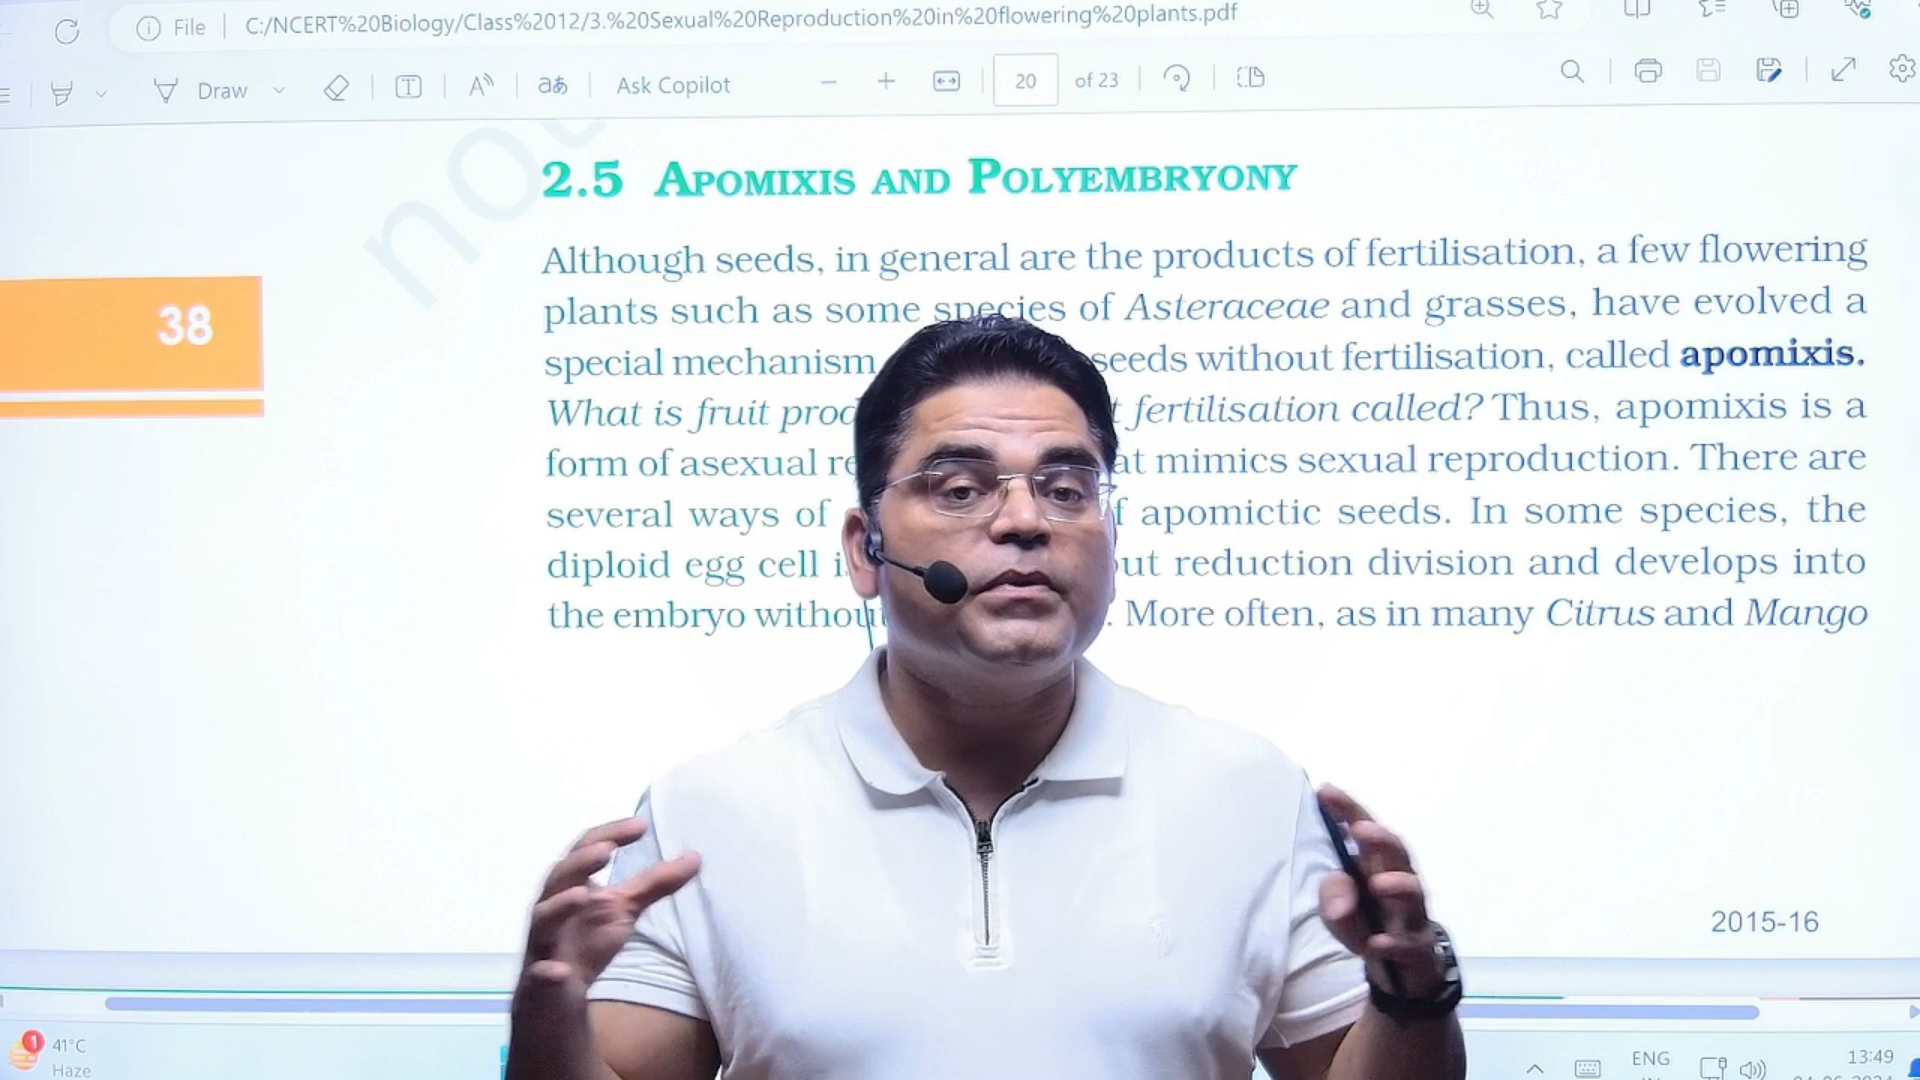 File
C:/NCERT%20Biology/Class%2012/3.%20Sexual%20Reproduction%20in%20flowering%20plants.pdf
Draw
Ask Copilot
20 of 23
not
2.5 APOMIXIS AND POLYEMBRYONY
Although seeds, in general are the products of fertilisation, a few flowering
plants such as some species of Asteraceae and grasses, have evolved a
38
special mechanism, seeds without fertilisation, called apomixis.
What is fruit fertilisation called? Thus, apomixis is a
form of asexual mimics sexual reproduction. There are
several ways of apomictic seeds. In some species, the
diploid egg cell reduction division and develops into
the embryo without . More often, as in many Citrus and Mango
2015-16
1
41°C
Haze
ENG
13:49